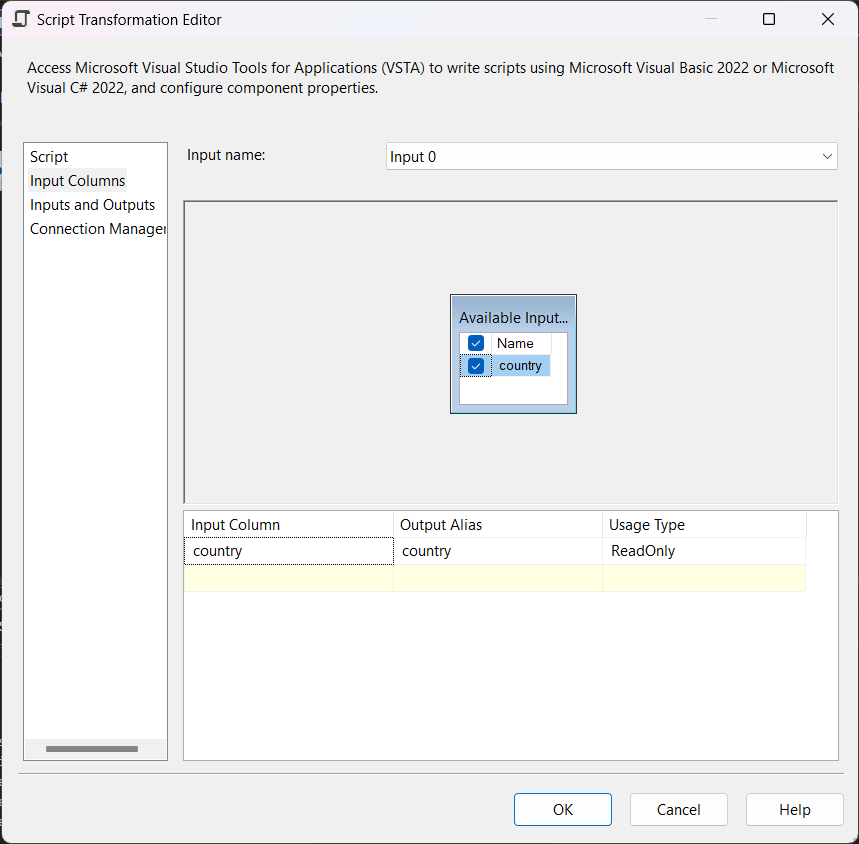 Script Transformation Editor
Access Microsoft Visual Studio Tools for Applications (VSTA) to write scripts using Microsoft Visual Basic 2022 or Microsoft
Visual C# 2022, and configure component properties.
Script
Input Columns
Inputs and Outputs
Connection Manager
Input name:
Input 0
Available Input...
Name
country
Input Column Output Alias Usage Type
country country ReadOnly
OK Cancel Help